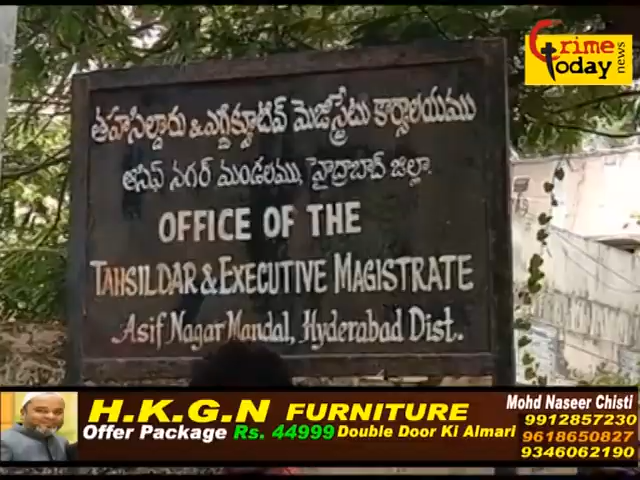 Crime
Today
news
తహసిల్దారు & ఎగ్జిక్యూటివ్ మెజిస్ట్రేటు కార్యాలయము
ఆసిఫ్ నగర్ మండలము, హైద్రాబాద్ జిల్లా.
OFFICE OF THE
TAHSILDAR & EXECUTIVE MAGISTRATE
Asif Nagar Mandal, Hyderabad Dist.
H.K.G.N FURNITURE
Offer Package Rs. 44999 Double Door Ki Almari
Mohd Naseer Chisti
9912857230
9618650827
9346062190